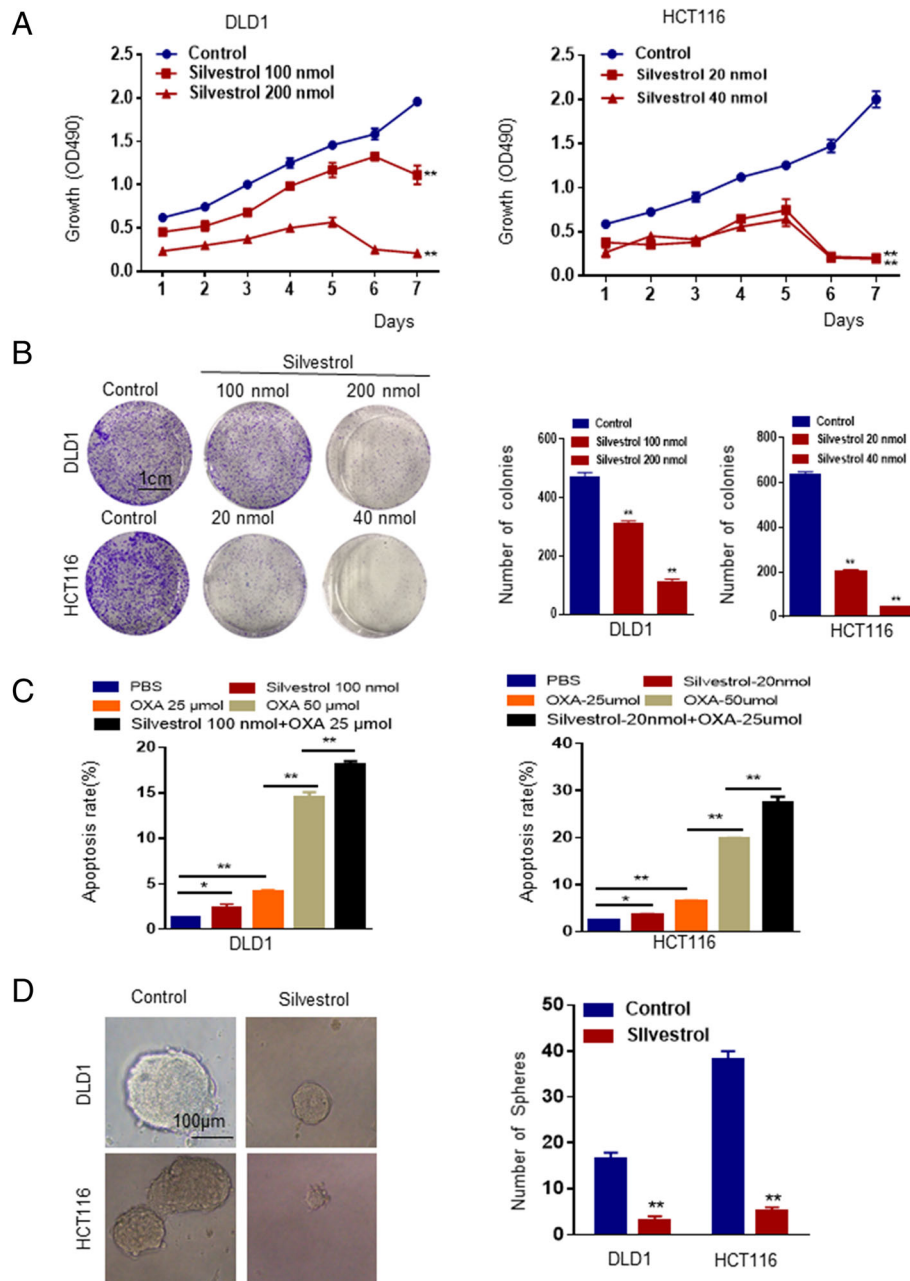 A
DLD1
Control
Silvestrol 100 nmol
Silvestrol 200 nmol
Growth (OD490)
2.5
2.0
1.5
1.0
0.5
0.0
**
**
1 2 3 4 5 6 7
Days
HCT116
Control
Silvestrol 20 nmol
Silvestrol 40 nmol
Growth (OD490)
2.5
2.0
1.5
1.0
0.5
0.0
**
**
1 2 3 4 5 6 7
Days
B
Silvestrol
Control 100 nmol 200 nmol
DLD1
1cm
Control 20 nmol 40 nmol
HCT116
Control
Silvestrol 100 nmol
Silvestrol 200 nmol
Number of colonies
600
400
200
0
**
**
DLD1
Control
Silvestrol 20 nmol
Silvestrol 40 nmol
Number of colonies
800
600
400
200
0
**
**
HCT116
C
PBS Silvestrol 100 nmol
OXA 25 μmol OXA 50 μmol
Silvestrol 100 nmol+OXA 25 μmol
Apoptosis rate(%)
20
15
10
5
0
**
**
**
*
DLD1
PBS Silvestrol-20nmol
OXA-25umol OXA-50umol
Silvestrol-20nmol+OXA-25umol
Apoptosis rate(%)
40
30
20
10
0
**
**
**
*
HCT116
D
Control Silvestrol
DLD1
100μm
HCT116
Control
Silvestrol
Number of Spheres
50
40
30
20
10
0
**
**
DLD1 HCT116